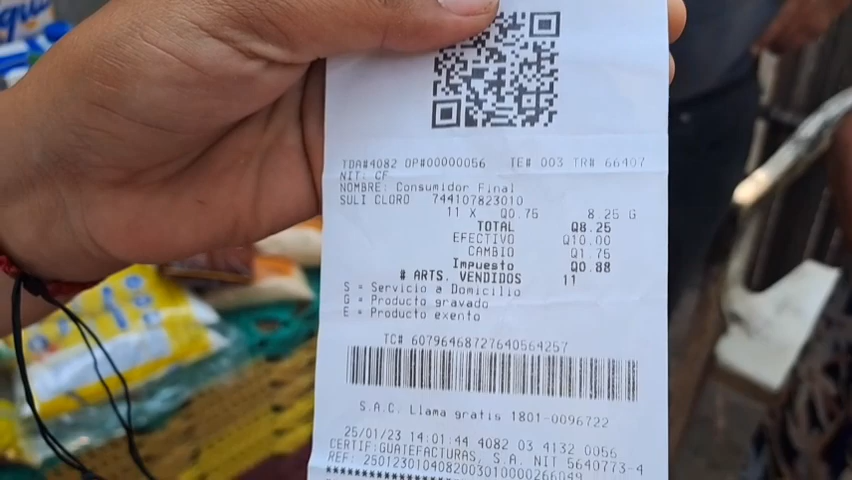 TDA#4082 OP#00000056 TE# 003 TR# 66407
NIT: CF
NOMBRE: Consumidor Final
SULI CLORO 744107823010
11 X Q0.75 8.25 G
TOTAL Q8.25
EFECTIVO Q10.00
CAMBIO Q1.75
Impuesto Q0.88
# ARTS. VENDIDOS 11
S = Servicio a Domicilio
G = Producto gravado
E = Producto exento
TC# 60796468727640564257
S.A.C. Llama gratis 1801-0096722
25/01/23 14:01:44 4082 03 4132 0056
CERTIF:GUATEFACTURAS, S.A. NIT 5640773-4
REF: 2501230104082003010000266049